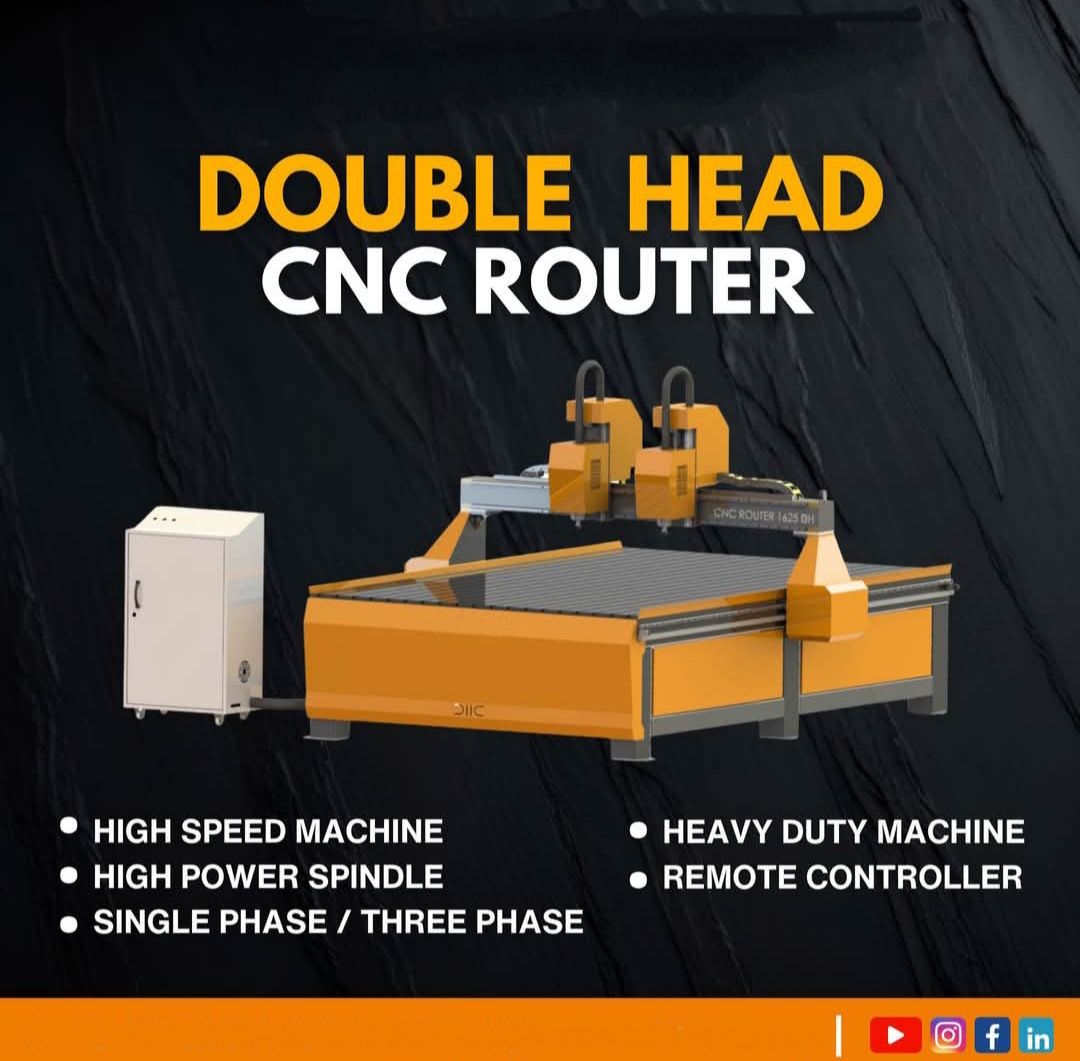 DOUBLE HEAD
CNC ROUTER
CNC ROUTER 1625 DH
HIGH SPEED MACHINE
HIGH POWER SPINDLE
SINGLE PHASE / THREE PHASE
HEAVY DUTY MACHINE
REMOTE CONTROLLER
in